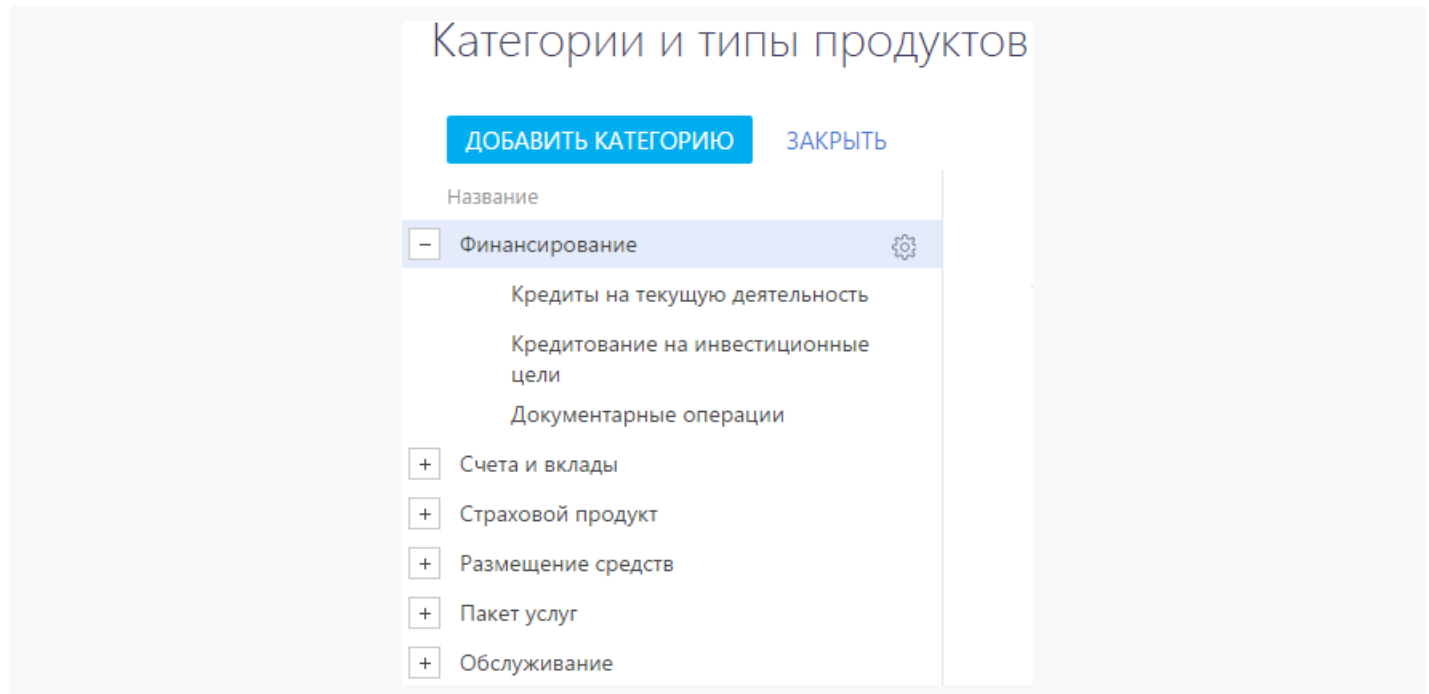 Категории и типы продуктов
ДОБАВИТЬ КАТЕГОРИЮ ЗАКРЫТЬ
Название
Финансирование
Кредиты на текущую деятельность
Кредитование на инвестиционные
цели
Документарные операции
Счета и вклады
Страховой продукт
Размещение средств
Пакет услуг
Обслуживание